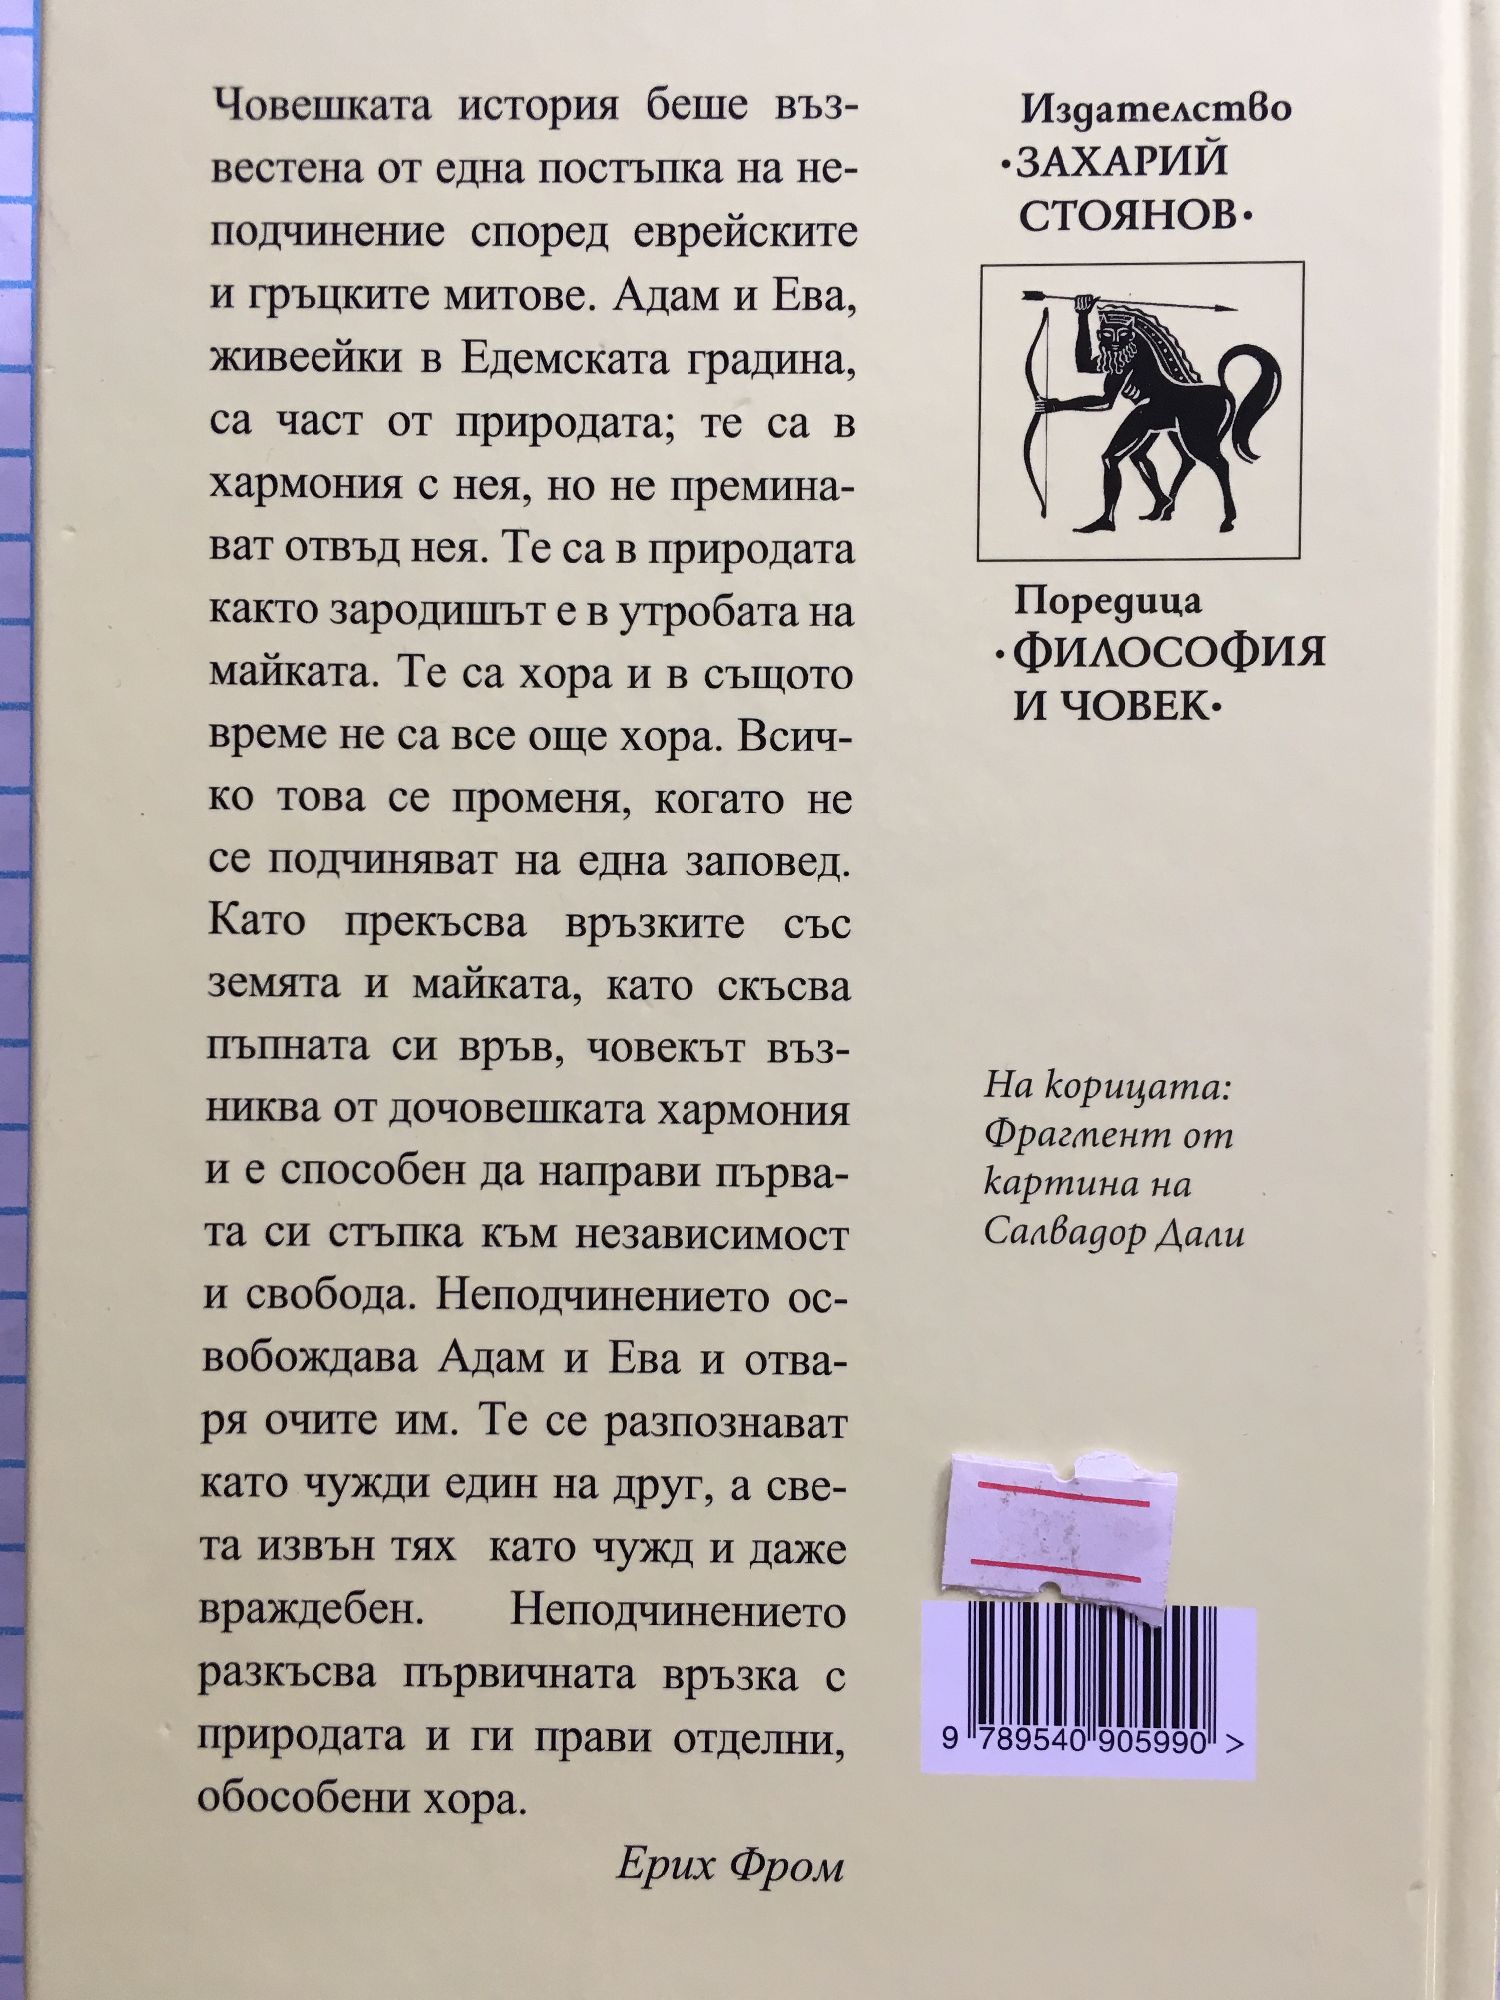 Човешката история беше въз-
вестена от една постъпка на не-
подчинение според еврейските
и гръцките митове. Адам и Ева,
живеейки в Едемската градина,
са част от природата; те са в
хармония с нея, но не премина-
ват отвъд нея. Те са в природата
както зародишът е в утробата на
майката. Те са хора и в същото
време не са все още хора. Всич-
ко това се променя, когато не
се подчиняват на една заповед.
Като прекъсва връзките със
земята и майката, като скъсва
пъпната си връв, човекът въз-
никва от дочовешката хармония
и е способен да направи първа-
та си стъпка към независимост
и свобода. Неподчинението ос-
вобождава Адам и Ева и отва-
ря очите им. Те се разпознават
като чужди един на друг, а све-
та извън тях като чужд и даже
враждебен. Неподчинението
разкъсва първичната връзка с
природата и ги прави отделни,
обособени хора.
Ерих Фром
Издателство
•ЗАХАРИЙ
СТОЯНОВ•
Поредица
•ФИЛОСОФИЯ
И ЧОВЕК•
На корицата:
Фрагмент от
картина на
Салвадор Дали
9 789540 905990 >